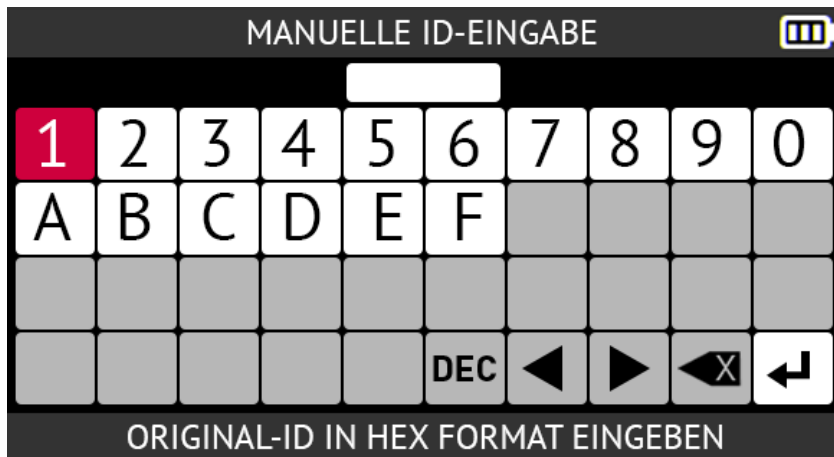 MANUELLE ID-EINGABE
1 2 3 4 5 6 7 8 9 0
A B C D E F
DEC X
ORIGINAL-ID IN HEX FORMAT EINGEBEN